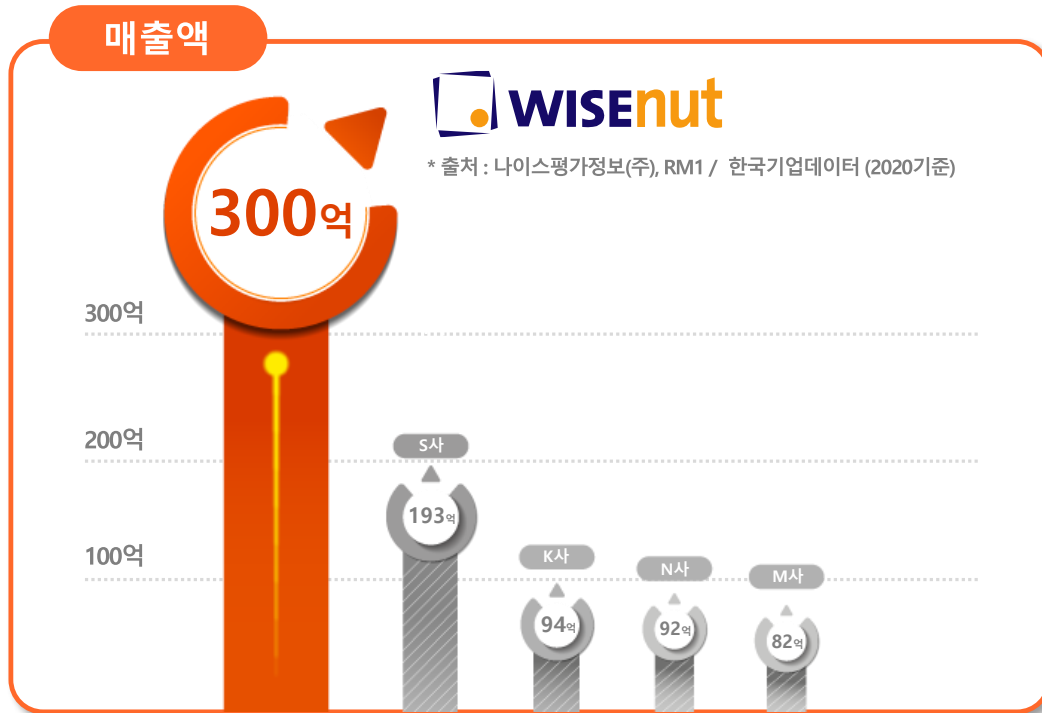 매출액
WISEnut
* 출처 : 나이스평가정보(주), RM1 / 한국기업데이터 (2020기준)
300억
300억
200억
S사
193억
100억
K사
94억
N사
92억
M사
82억